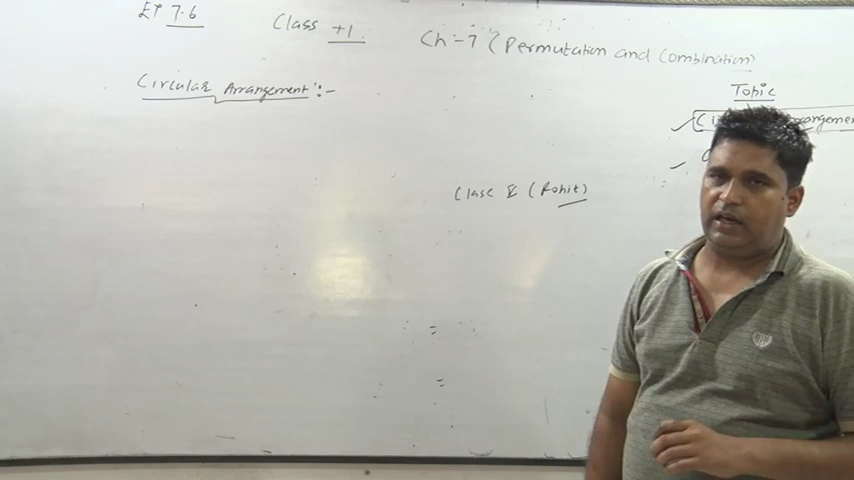 Ex 7.6
Class +1
Ch-7 (Permutation and Combination)
Circular Arrangement :-
Topic
Class X (Rohit)